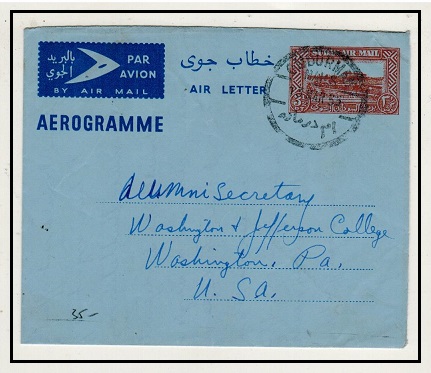 بالبريد
الجوي
PAR
AVION
BY AIR MAIL
خطاب جوى
AIR LETTER
AEROGRAMME
AIR MAIL
OMDURMAN
Alumni Secretary
Washington & Jefferson College
Washington, Pa.
U. S. A.
35-